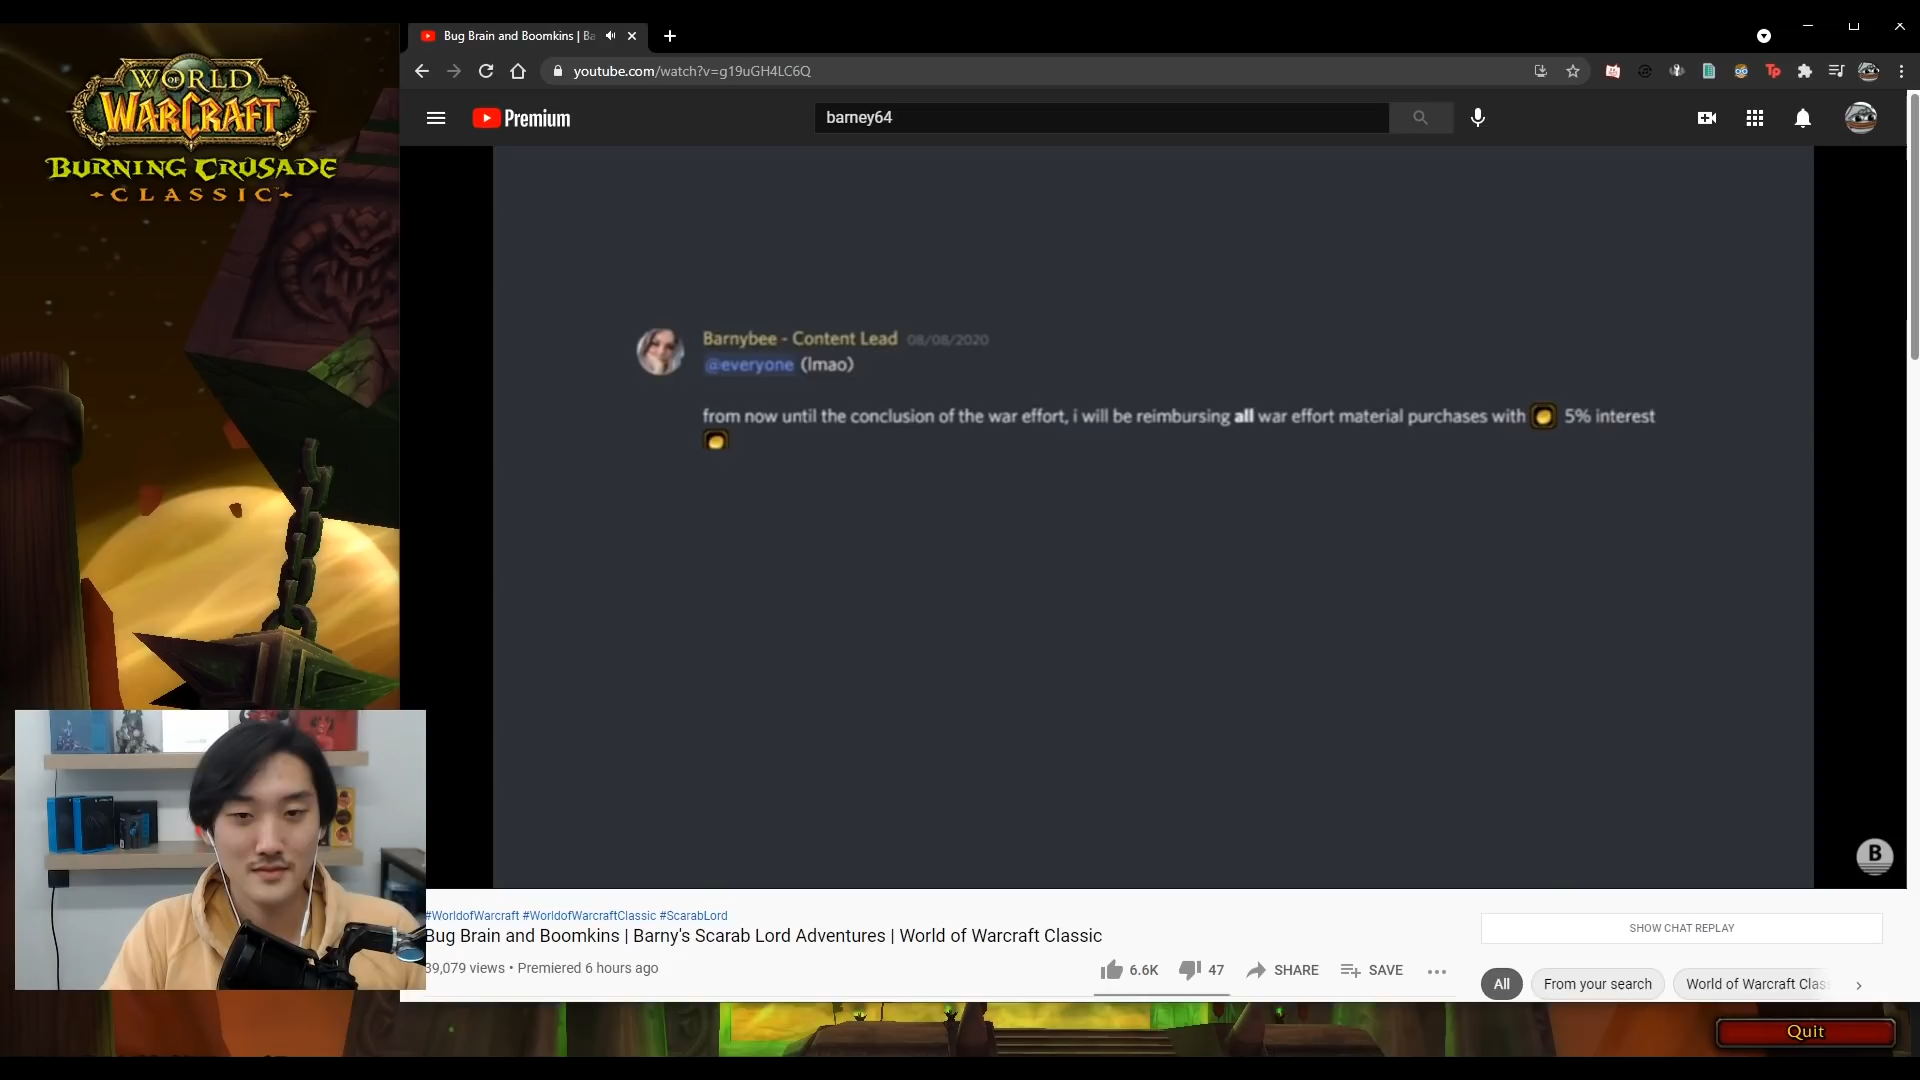 WORLD OF WARCRAFT
BURNING CRUSADE
CLASSIC
Bug Brain and Boomkins | Ba
youtube.com/watch?v=g19uGH4LC6Q
Premium
barney64
Barnybee - Content Lead 08/08/2020
@everyone (lmao)
from now until the conclusion of the war effort, i will be reimbursing all war effort material purchases with 5% interest
B
#WorldofWarcraft #WorldofWarcraftClassic #ScarabLord
Bug Brain and Boomkins | Barny's Scarab Lord Adventures | World of Warcraft Classic
39,079 views • Premiered 6 hours ago
6.6K 47 SHARE SAVE
SHOW CHAT REPLAY
All From your search World of Warcraft Clas
Quit